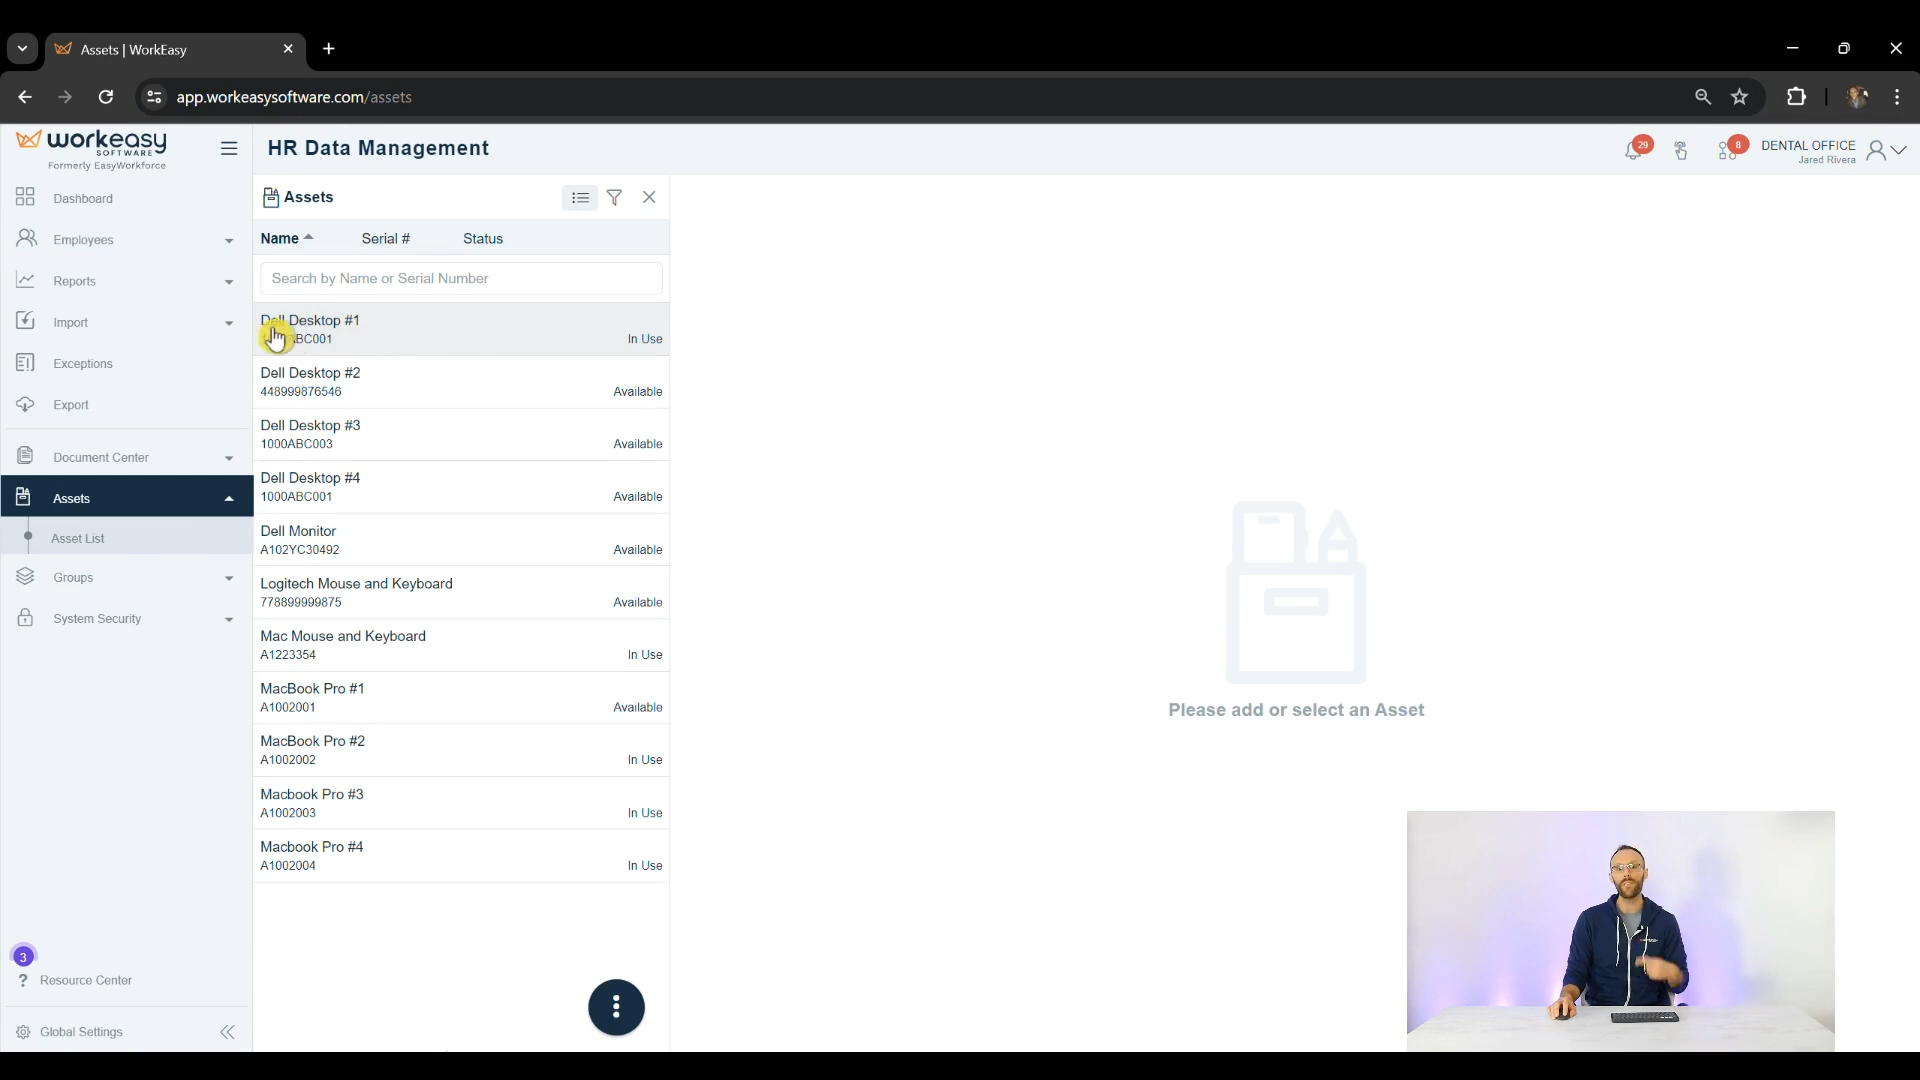 Assets | WorkEasy
app.workeasysoftware.com/assets
workeasy
SOFTWARE
Formerly EasyWorkforce
HR Data Management
29
8
DENTAL OFFICE
Jared Rivera
Dashboard
Employees
Reports
Import
Exceptions
Export
Document Center
Assets
Asset List
Groups
System Security
3
? Resource Center
Global Settings
Assets
Name Serial # Status
Search by Name or Serial Number
Dell Desktop #1
BC001 In Use
Dell Desktop #2
448999876546 Available
Dell Desktop #3
1000ABC003 Available
Dell Desktop #4
1000ABC001 Available
Dell Monitor
A102YC30492 Available
Logitech Mouse and Keyboard
778899999875 Available
Mac Mouse and Keyboard
A1223354 In Use
MacBook Pro #1
A1002001 Available
MacBook Pro #2
A1002002 In Use
Macbook Pro #3
A1002003 In Use
Macbook Pro #4
A1002004 In Use
Please add or select an Asset